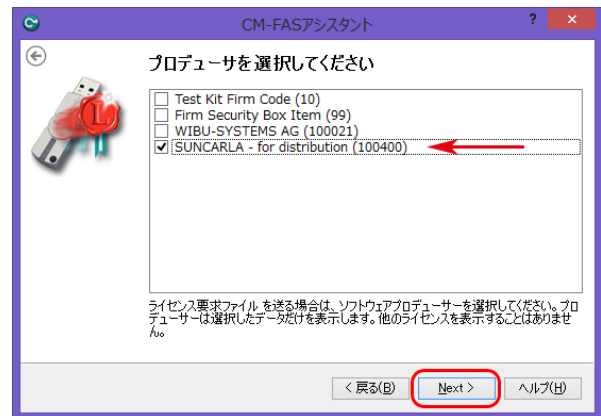 CM-FASアシスタント
プロデューサを選択してください
Test Kit Firm Code (10)
Firm Security Box Item (99)
WIBU-SYSTEMS AG (100021)
SUNCARLA - for distribution (100400)
ライセンス要求ファイル を送る場合は、ソフトウェアプロデューサーを選択してください。プロ
デューサーは選択したデータだけを表示します。他のライセンスを表示することはありませ
ん。
< 戻る(B)
Next >
ヘルプ(H)